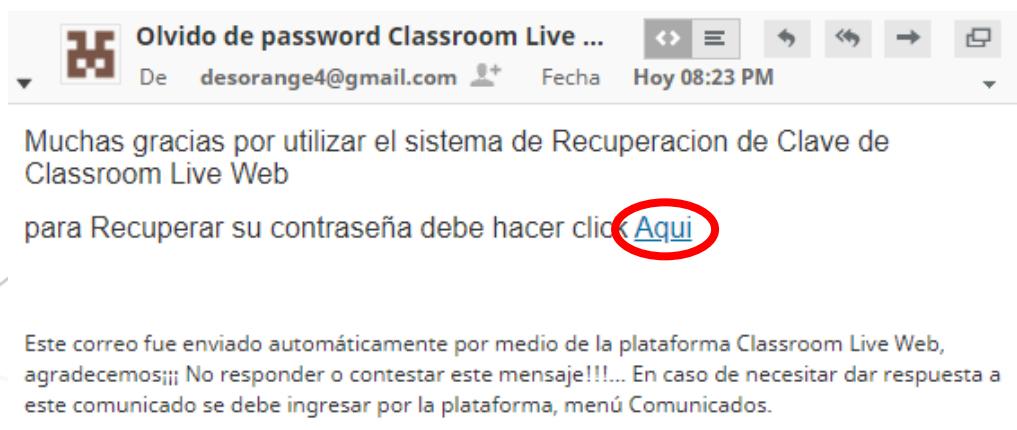 Olvido de password Classroom Live ...
De desorange4@gmail.com Fecha Hoy 08:23 PM
Muchas gracias por utilizar el sistema de Recuperacion de Clave de
Classroom Live Web
para Recuperar su contraseña debe hacer click Aqui
Este correo fue enviado automáticamente por medio de la plataforma Classroom Live Web,
agradecemos¡¡¡ No responder o contestar este mensaje!!!... En caso de necesitar dar respuesta a
este comunicado se debe ingresar por la plataforma, menú Comunicados.